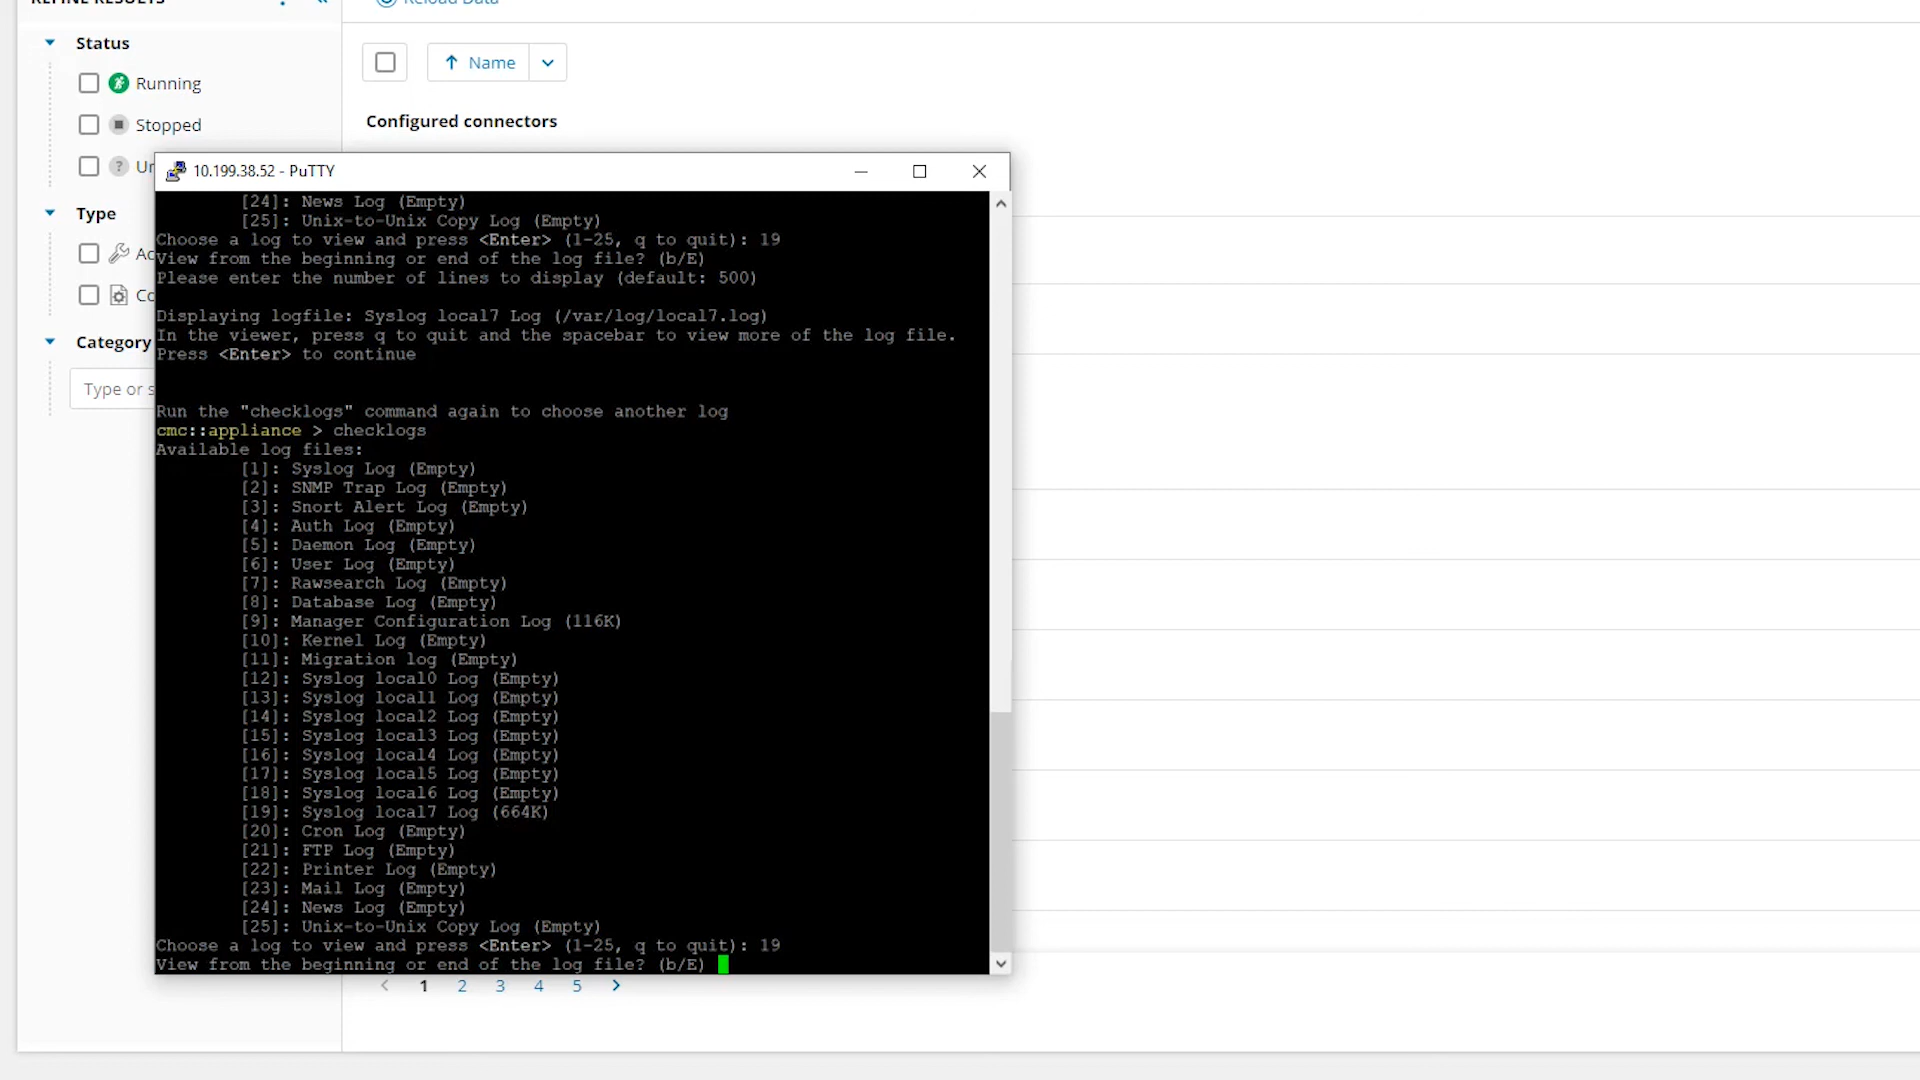 REFINE RESULTS
Reload Data
Status
Running
Stopped
Type
Category
Type or s
Name
Configured connectors
10.199.38.52 - PuTTY
[24]: News Log (Empty)
[25]: Unix-to-Unix Copy Log (Empty)
Choose a log to view and press <Enter> (1-25, q to quit): 19
View from the beginning or end of the log file? (b/E)
Please enter the number of lines to display (default: 500)
Displaying logfile: Syslog local7 Log (/var/log/local7.log)
In the viewer, press q to quit and the spacebar to view more of the log file.
Press <Enter> to continue
Run the "checklogs" command again to choose another log
cmc::appliance > checklogs
Available log files:
[1]: Syslog Log (Empty)
[2]: SNMP Trap Log (Empty)
[3]: Snort Alert Log (Empty)
[4]: Auth Log (Empty)
[5]: Daemon Log (Empty)
[6]: User Log (Empty)
[7]: Rawsearch Log (Empty)
[8]: Database Log (Empty)
[9]: Manager Configuration Log (116K)
[10]: Kernel Log (Empty)
[11]: Migration log (Empty)
[12]: Syslog local0 Log (Empty)
[13]: Syslog local1 Log (Empty)
[14]: Syslog local2 Log (Empty)
[15]: Syslog local3 Log (Empty)
[16]: Syslog local4 Log (Empty)
[17]: Syslog local5 Log (Empty)
[18]: Syslog local6 Log (Empty)
[19]: Syslog local7 Log (664K)
[20]: Cron Log (Empty)
[21]: FTP Log (Empty)
[22]: Printer Log (Empty)
[23]: Mail Log (Empty)
[24]: News Log (Empty)
[25]: Unix-to-Unix Copy Log (Empty)
Choose a log to view and press <Enter> (1-25, q to quit): 19
View from the beginning or end of the log file? (b/E)
1 2 3 4 5